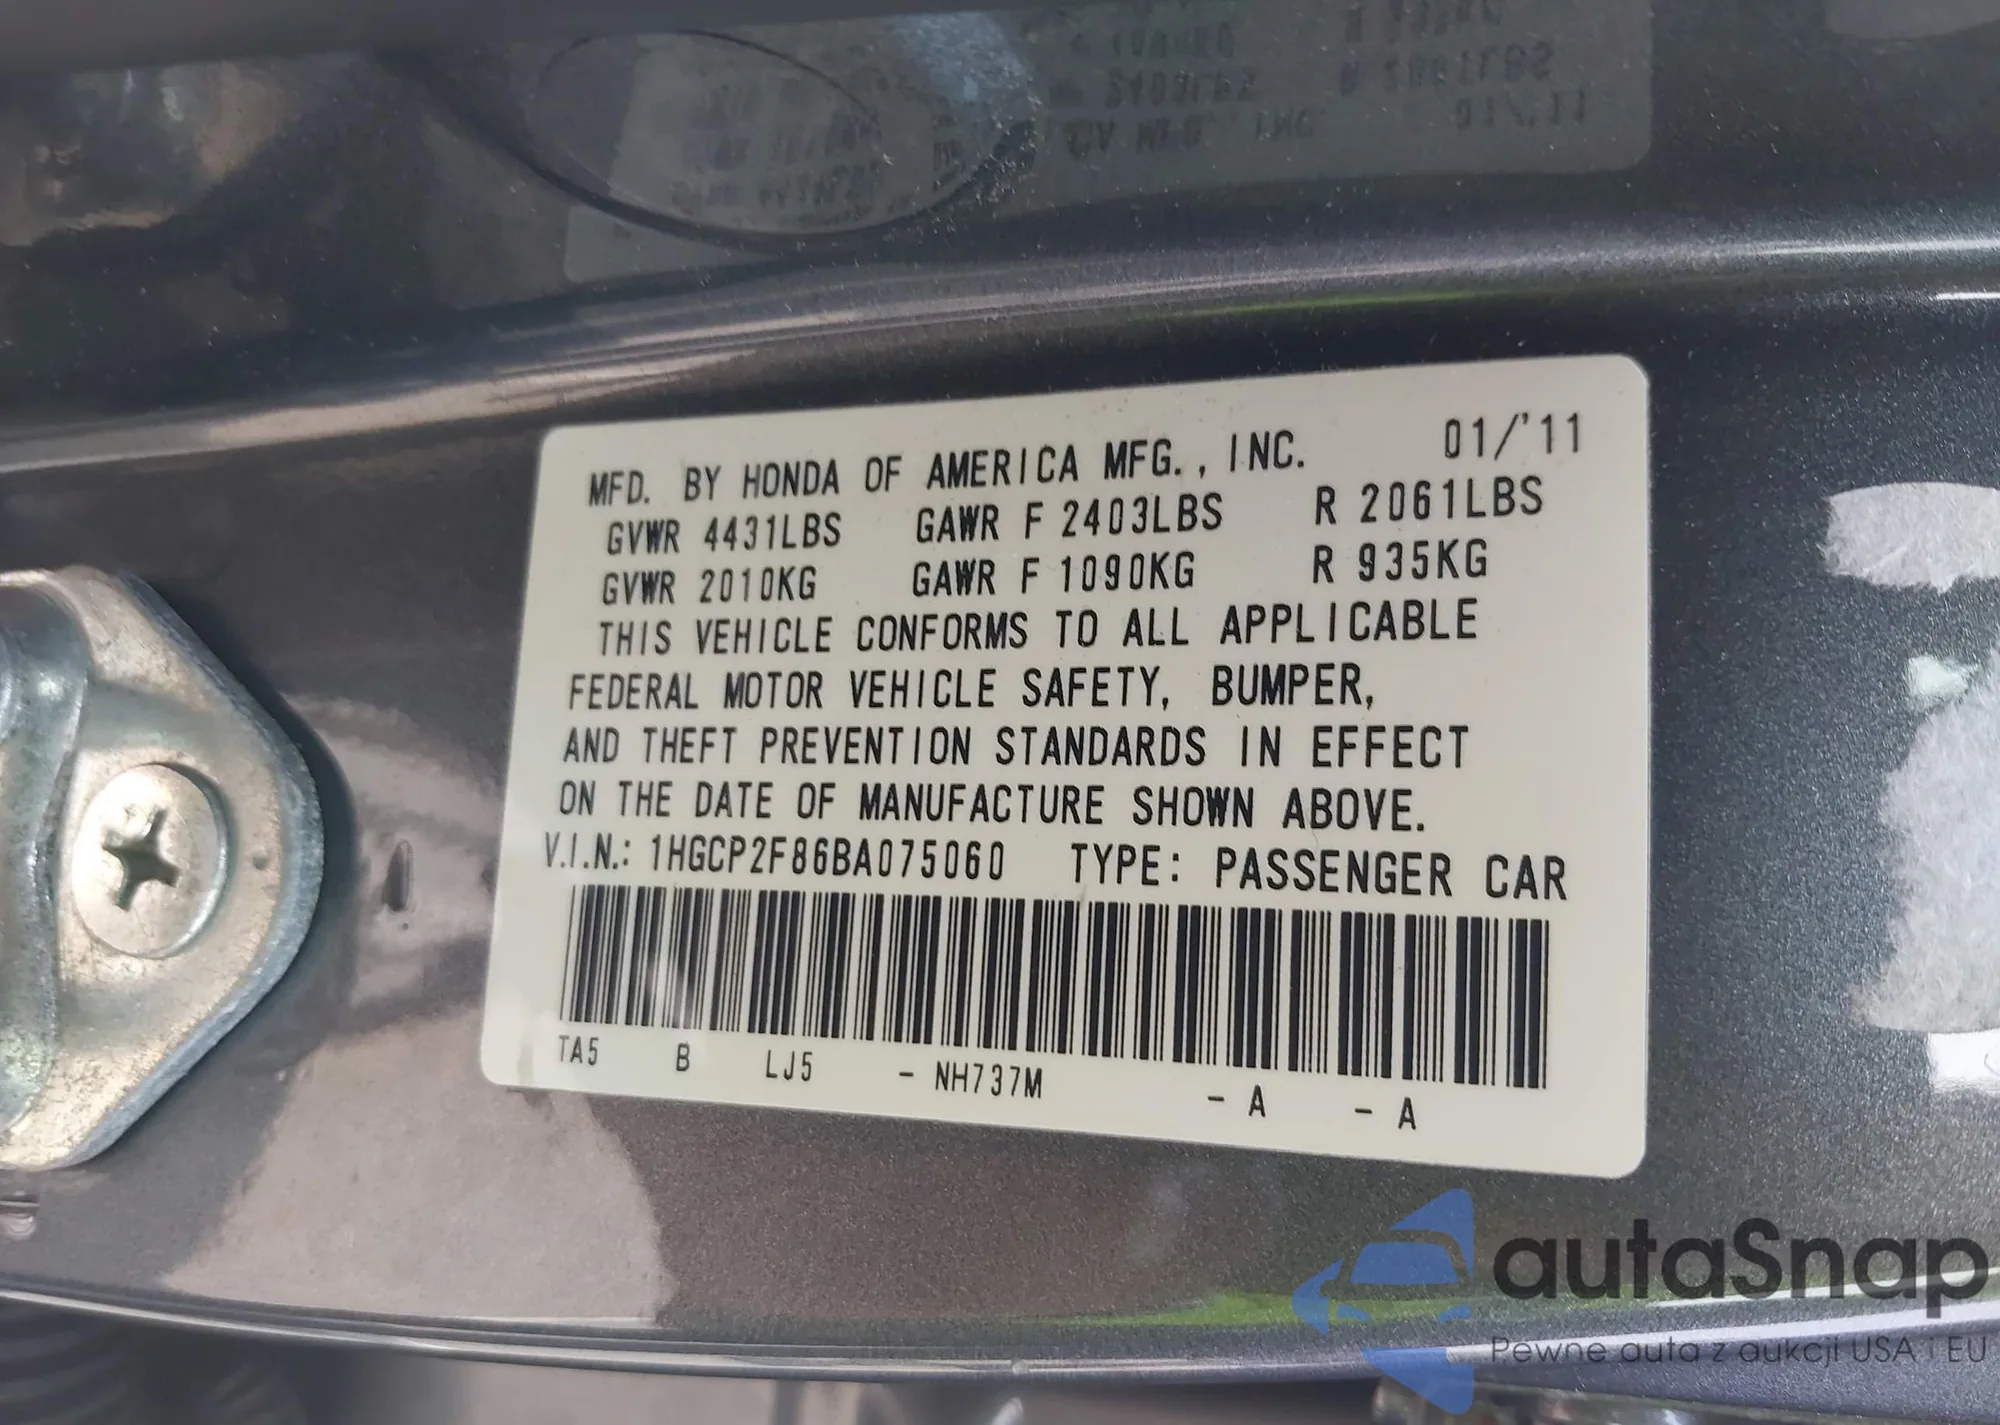 MFD. BY HONDA OF AMERICA MFG., INC. 01/'11
GVWR 4431LBS GAWR F 2403LBS R 2061LBS
GVWR 2010KG GAWR F 1090KG R 935KG
THIS VEHICLE CONFORMS TO ALL APPLICABLE
FEDERAL MOTOR VEHICLE SAFETY, BUMPER,
AND THEFT PREVENTION STANDARDS IN EFFECT
ON THE DATE OF MANUFACTURE SHOWN ABOVE.
V.I.N.: 1HGCP2F86BA075060 TYPE: PASSENGER CAR
TA5 B LJ5 - NH737M - A - A
autaSnap
Pewne auta z aukcji USA i EU